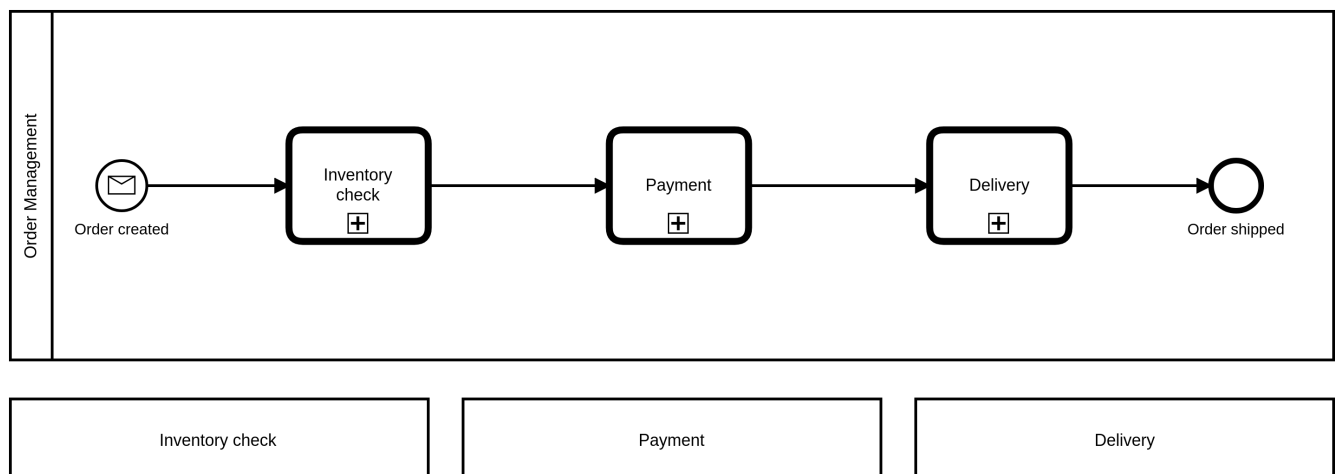 Order Management
Order created
Inventory
check
Payment
Delivery
Order shipped
Inventory check
Payment
Delivery